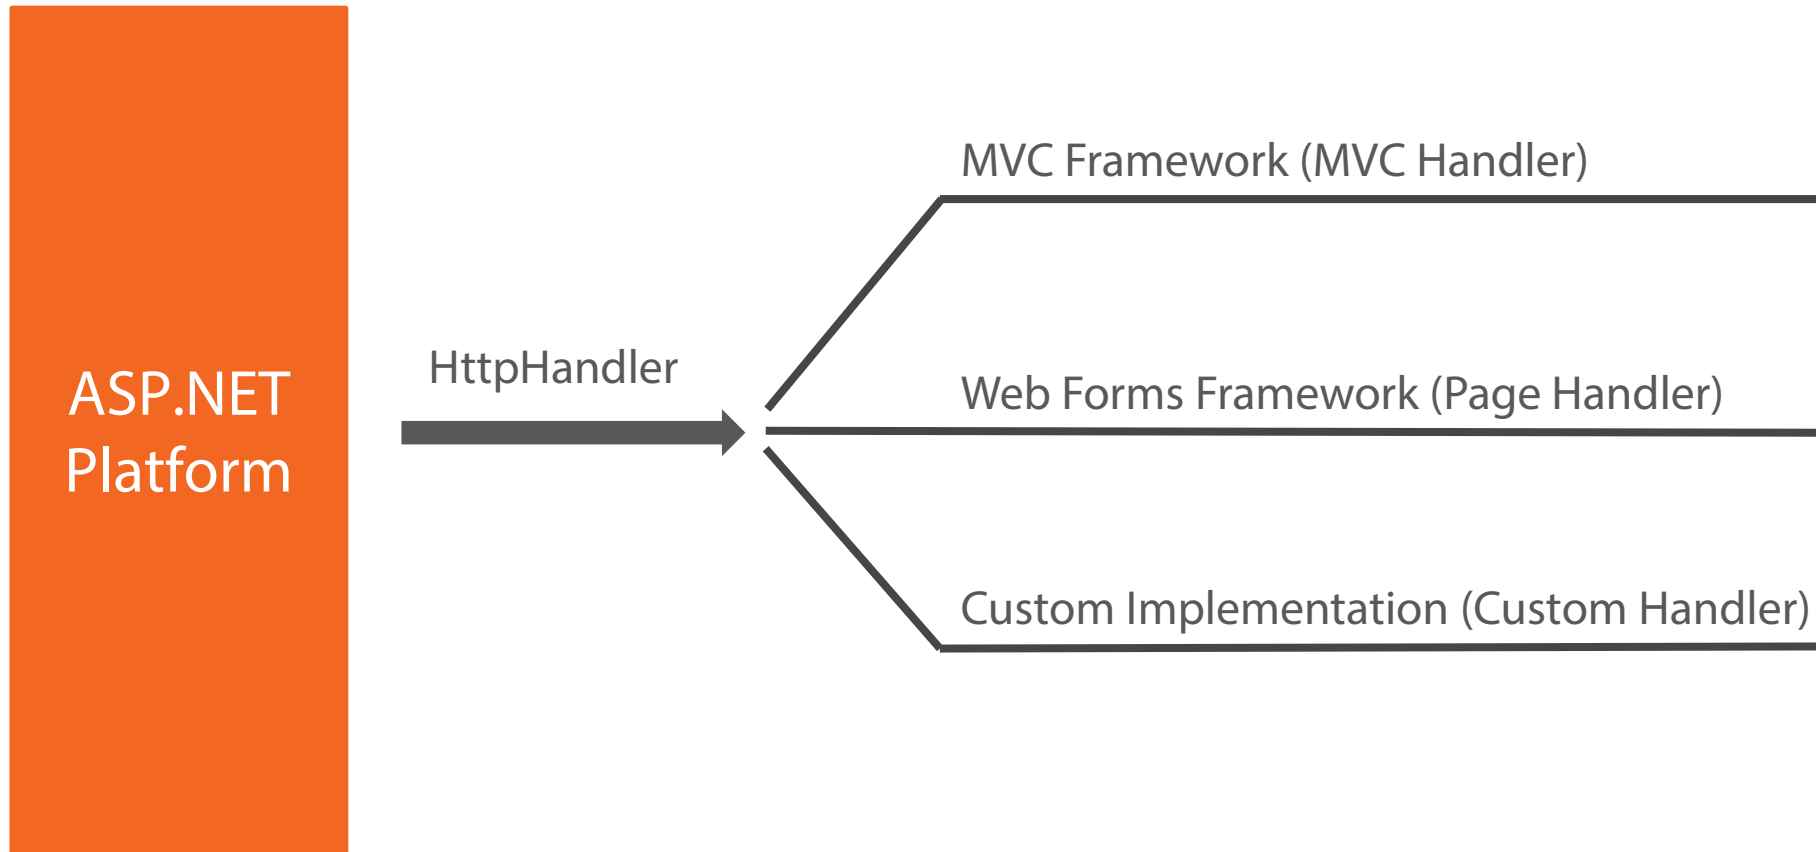 ASP.NET
Platform
HttpHandler
MVC Framework (MVC Handler)
Web Forms Framework (Page Handler)
Custom Implementation (Custom Handler)